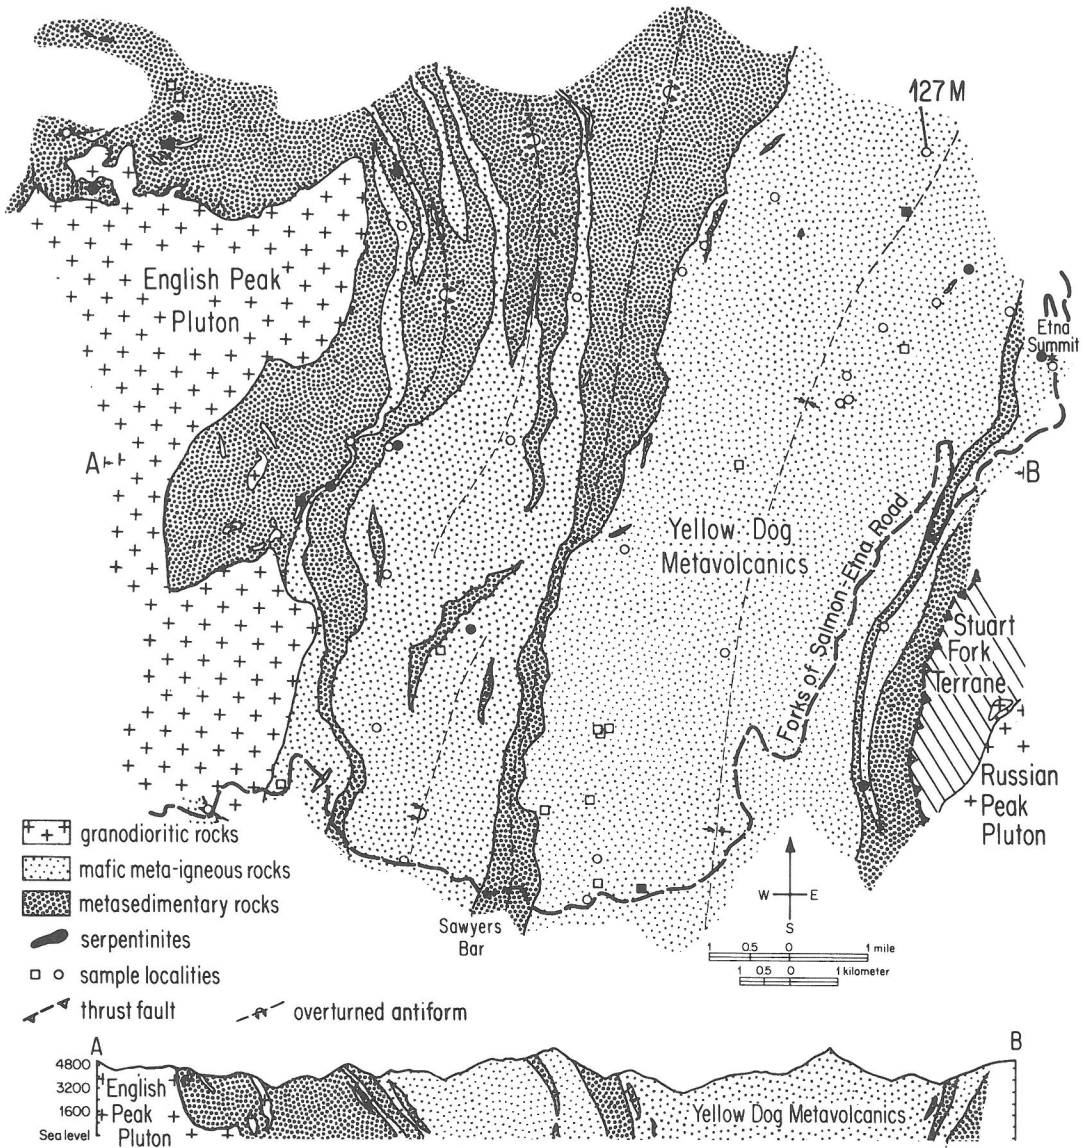 127 M
English Peak
Pluton
Etna
Summit
A
B
Yellow Dog
Metavolcanics
Forks of Salmon-Etna Road
Stuart
Fork
Terrane
Russian
Peak
Pluton
granodioritic rocks
mafic meta-igneous rocks
metasedimentary rocks
serpentinites
sample localities
thrust fault
overturned antiform
Sawyers
Bar
W E
S
1 0.5 0 1 mile
1 0.5 0 1 kilometer
A B
4800
3200
1600
Sea level
English
Peak
Pluton
Yellow Dog Metavolcanics